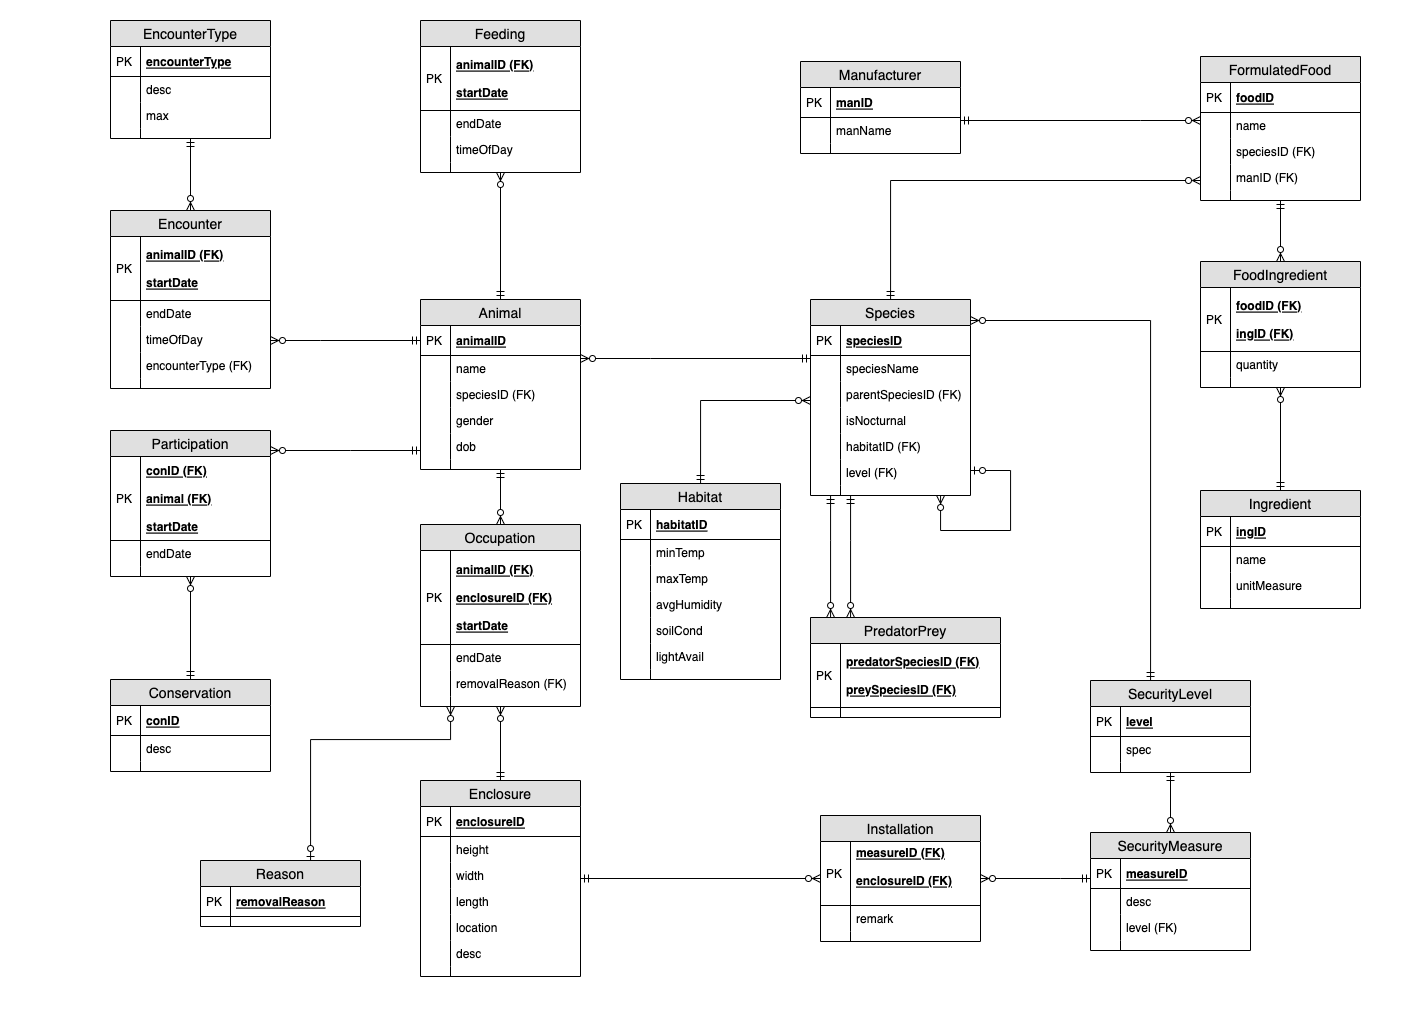 EncounterType
PK encounterType
desc
max
Feeding
PK
animalID (FK)
startDate
endDate
timeOfDay
Manufacturer
PK manID
manName
FormulatedFood
PK foodID
name
speciesID (FK)
manID (FK)
Encounter
PK
animalID (FK)
startDate
endDate
timeOfDay
encounterType (FK)
Animal
PK animalID
name
speciesID (FK)
gender
dob
Species
PK speciesID
speciesName
parentSpeciesID (FK)
isNocturnal
habitatID (FK)
level (FK)
FoodIngredient
PK
foodID (FK)
ingID (FK)
quantity
Participation
PK
conID (FK)
animal (FK)
startDate
endDate
Habitat
PK habitatID
minTemp
maxTemp
avgHumidity
soilCond
lightAvail
Ingredient
PK ingID
name
unitMeasure
Occupation
PK
animalID (FK)
enclosureID (FK)
startDate
endDate
removalReason (FK)
PredatorPrey
PK
predatorSpeciesID (FK)
preySpeciesID (FK)
Conservation
PK conID
desc
SecurityLevel
PK level
spec
Enclosure
PK enclosureID
height
width
length
location
desc
Installation
PK
measureID (FK)
enclosureID (FK)
remark
SecurityMeasure
PK measureID
desc
level (FK)
Reason
PK removalReason